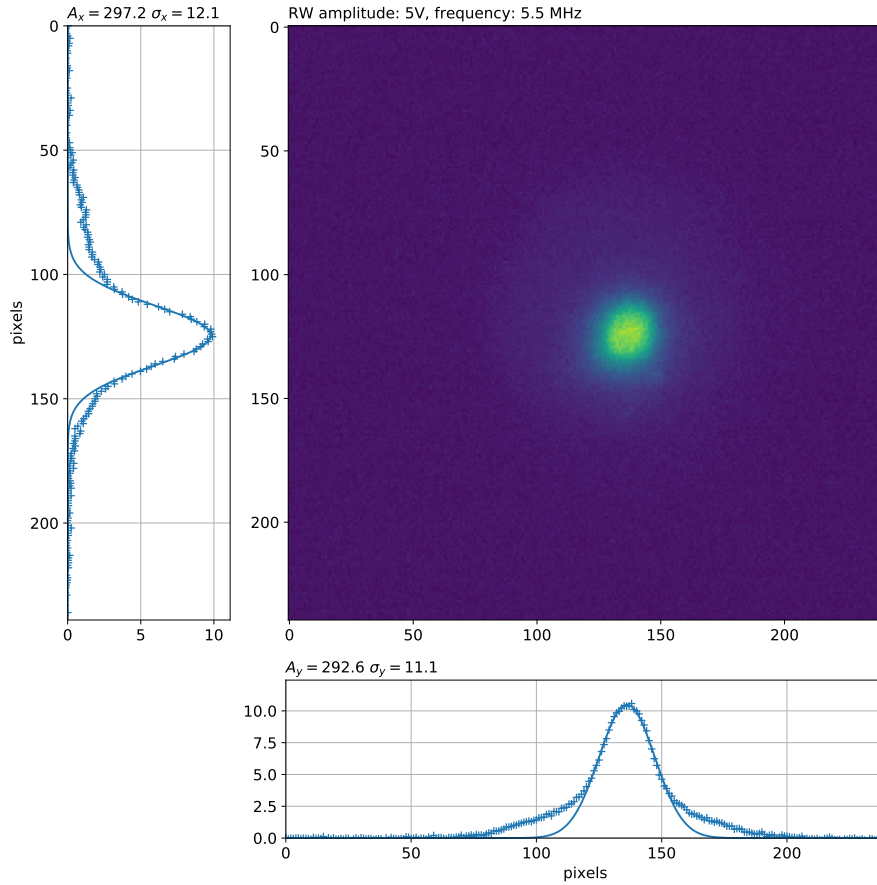 A_x = 297.2 σ_x = 12.1
RW amplitude: 5V, frequency: 5.5 MHz
0
50
100
150
200
pixels
0 5 10
0
50
100
150
200
0 50 100 150 200
A_y = 292.6 σ_y = 11.1
10.0
7.5
5.0
2.5
0.0
0 50 100 150 200
pixels